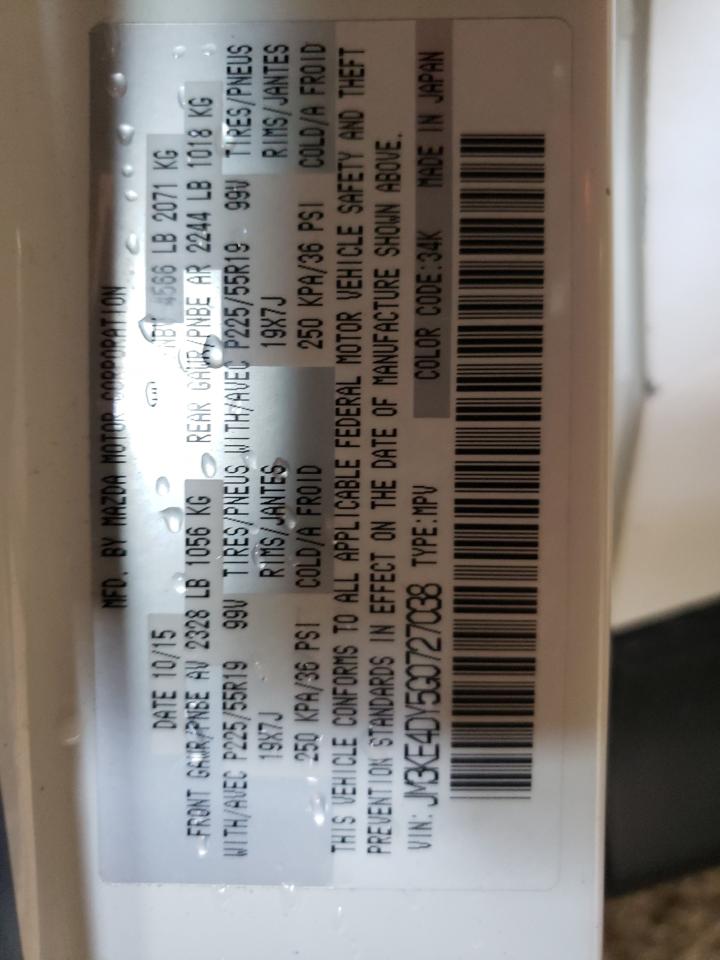 MFD. BY MAZDA MOTOR CORPORATION
DATE 10/15 4566 LB 2071 KG
FRONT GAWR/PNBE AV 2328 LB 1056 KG REAR GAWR/PNBE AR 2244 LB 1018 KG
WITH/AVEC P225/55R19 99V TIRES/PNEUS WITH/AVEC P225/55R19 99V TIRES/PNEUS
19X7J RIMS/JANTES 19X7J RIMS/JANTES
250 KPA/36 PSI COLD/A FROID 250 KPA/36 PSI COLD/A FROID
THIS VEHICLE CONFORMS TO ALL APPLICABLE FEDERAL MOTOR VEHICLE SAFETY AND THEFT
PREVENTION STANDARDS IN EFFECT ON THE DATE OF MANUFACTURE SHOWN ABOVE.
VIN: JM3KE4DY5G0727038 TYPE:MPV COLOR CODE:34K MADE IN JAPAN